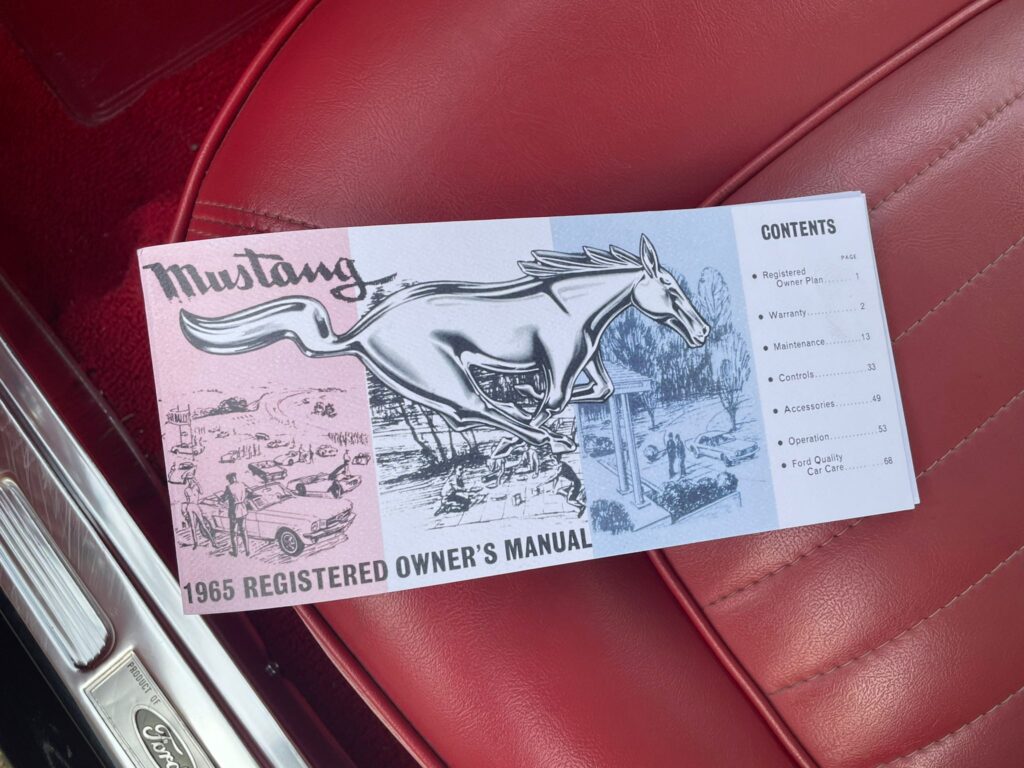 Mustang
1965 REGISTERED OWNER'S MANUAL
CONTENTS
PAGE
• Registered
Owner Plan........1
• Warranty.............2
• Maintenance.........13
• Controls.............33
• Accessories.........49
• Operation............53
• Ford Quality
Car Care..........68
PRODUCT OF
Ford